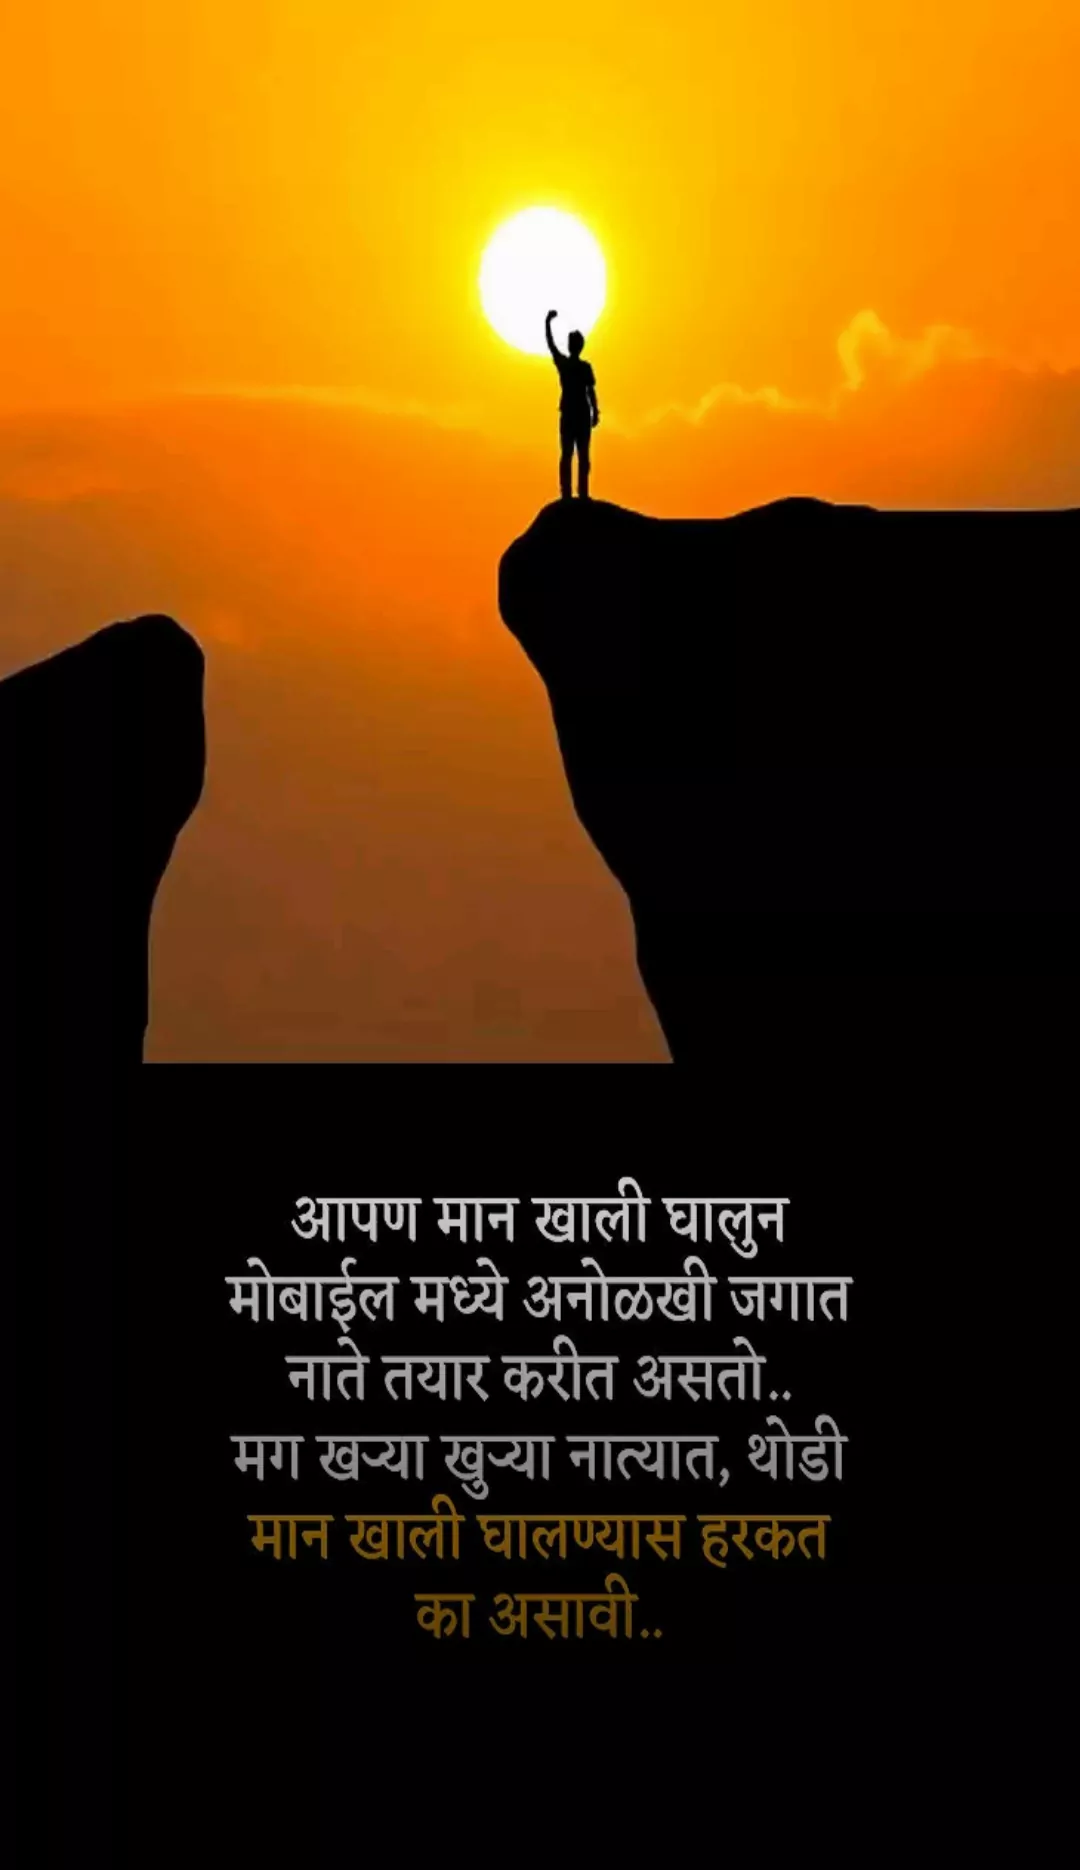 आपण मान खाली घालुन
मोबाईल मध्ये अनोळखी जगात
नाते तयार करीत असतो..
मग खऱ्या खुऱ्या नात्यात, थोडी
मान खाली घालण्यास हरकत
का असावी..